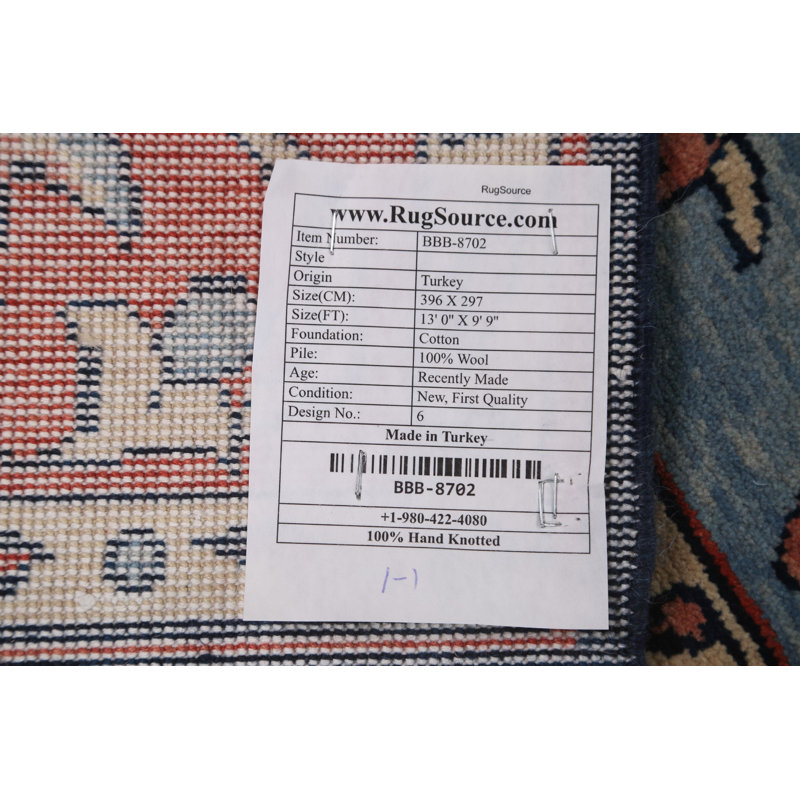 RugSource
www.RugSource.com
Item Number: BBB-8702
Style
Origin Turkey
Size(CM): 396 X 297
Size(FT): 13' 0" X 9' 9"
Foundation: Cotton
Pile: 100% Wool
Age: Recently Made
Condition: New, First Quality
Design No.: 6
Made in Turkey
BBB-8702
+1-980-422-4080
100% Hand Knotted
1-1